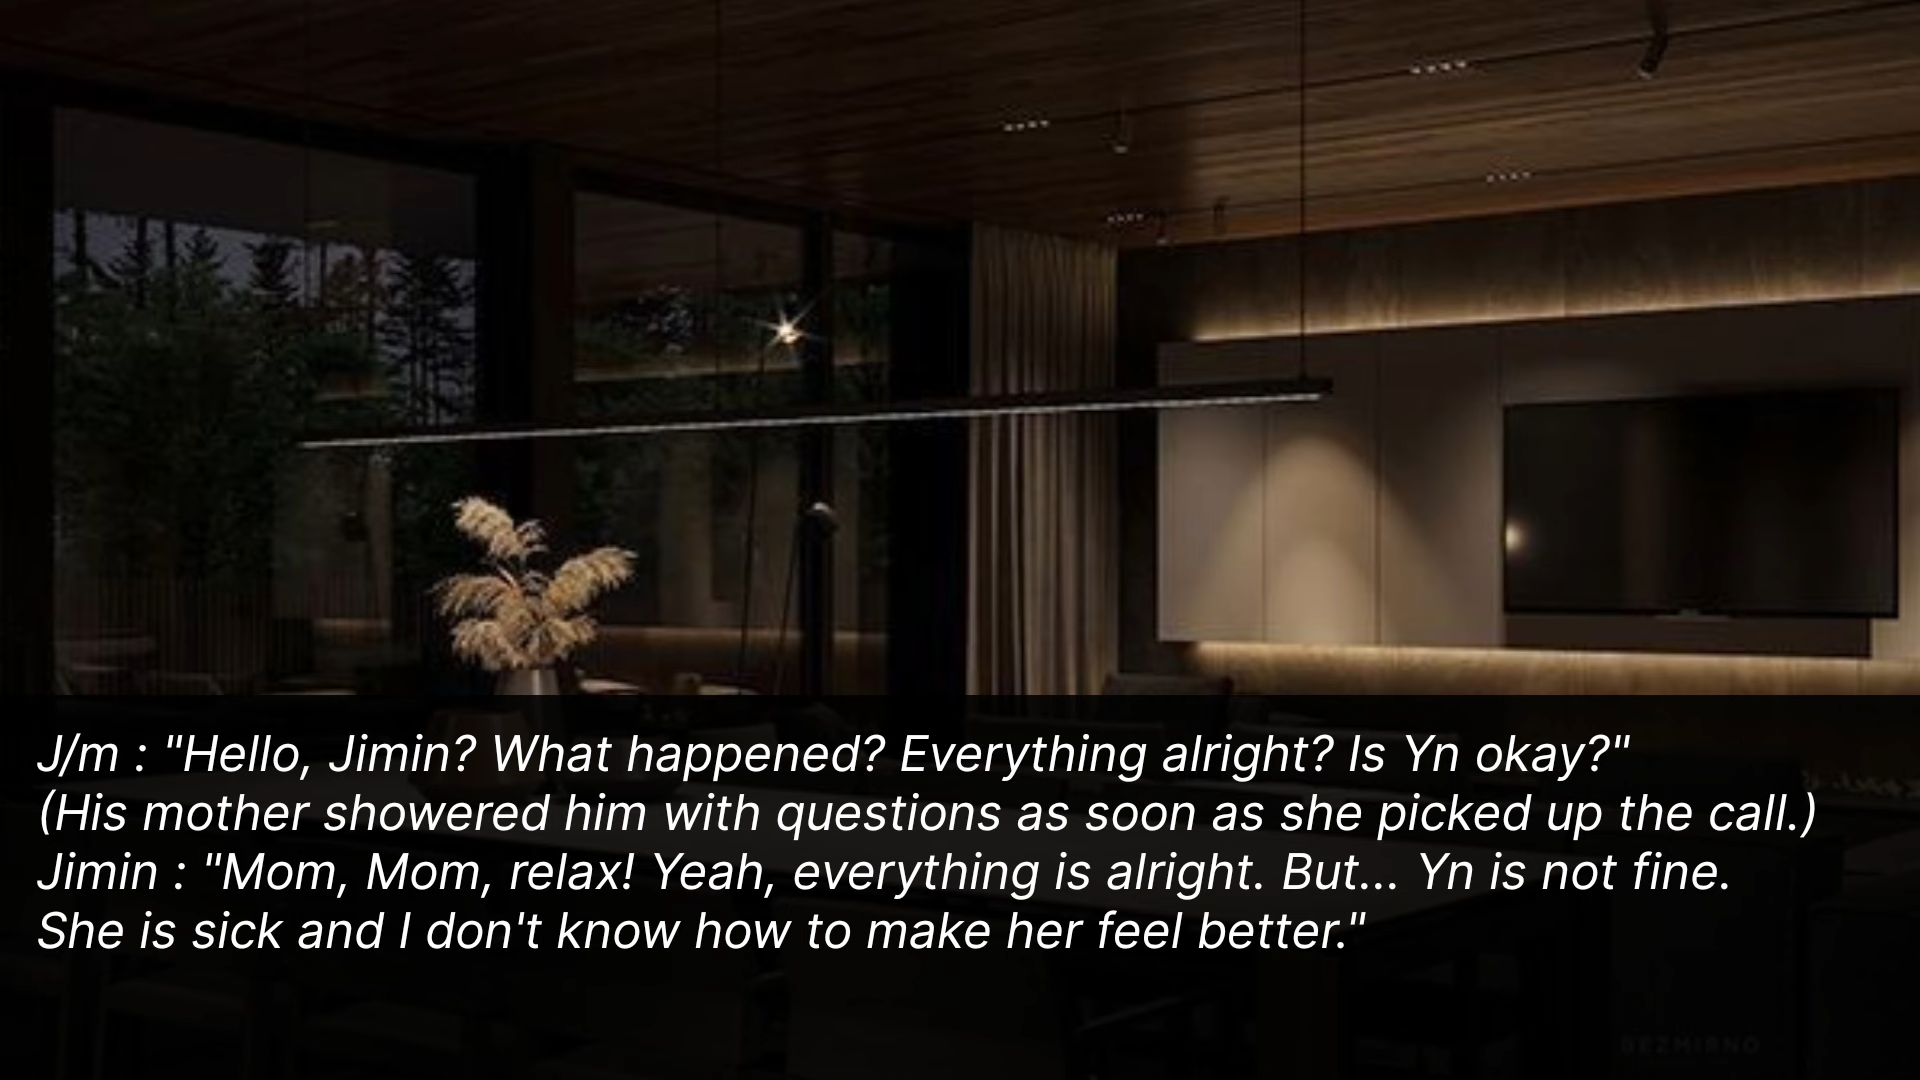 J/m : "Hello, Jimin? What happened? Everything alright? Is Yn okay?"
(His mother showered him with questions as soon as she picked up the call.)
Jimin : "Mom, Mom, relax! Yeah, everything is alright. But... Yn is not fine.
She is sick and I don't know how to make her feel better."
BEZMIRNO